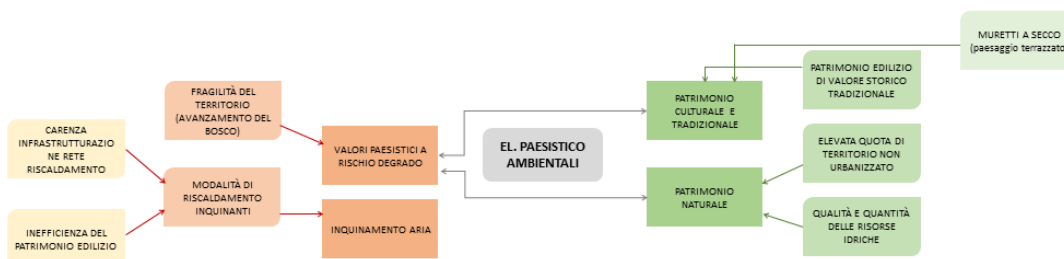 MURETTI A SECCO
(paesaggio terrazzato
PATRIMONIO EDILIZIO
DI VALORE STORICO
TRADIZIONALE
FRAGILITÀ DEL
TERRITORIO
(AVANZAMENTO DEL
BOSCO)
PATRIMONIO
CULTURALE E
TRADIZIONALE
CARENZA
INFRASTRUTTURAZIO
NE RETE
RISCALDAMENTO
VALORI PAESISTICI A
RISCHIO DEGRADO
EL. PAESISTICO
AMBIENTALI
ELEVATA QUOTA DI
TERRITORIO NON
URBANIZZATO
MODALITÀ DI
RISCALDAMENTO
INQUINANTI
PATRIMONIO
NATURALE
INEFFICIENZA DEL
PATRIMONIO EDILIZIO
INQUINAMENTO ARIA
QUALITÀ E QUANTITÀ
DELLE RISORSE
IDRICHE